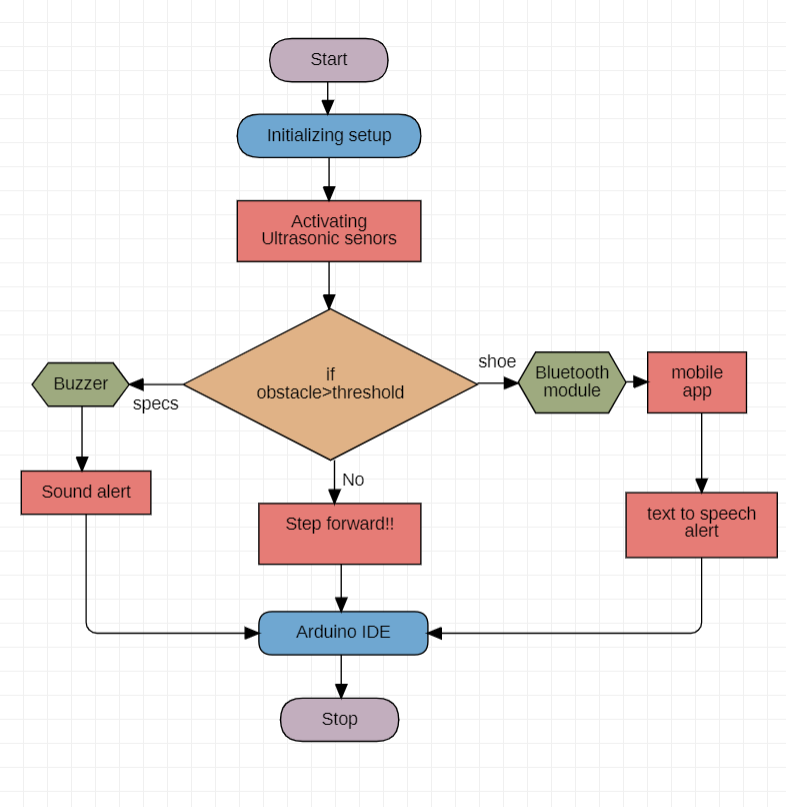 Start
Initializing setup
Activating
Ultrasonic senors
if
obstacle>threshold
shoe
Bluetooth
module
mobile
app
Buzzer
specs
No
Sound alert
Step forward!!
text to speech
alert
Arduino IDE
Stop